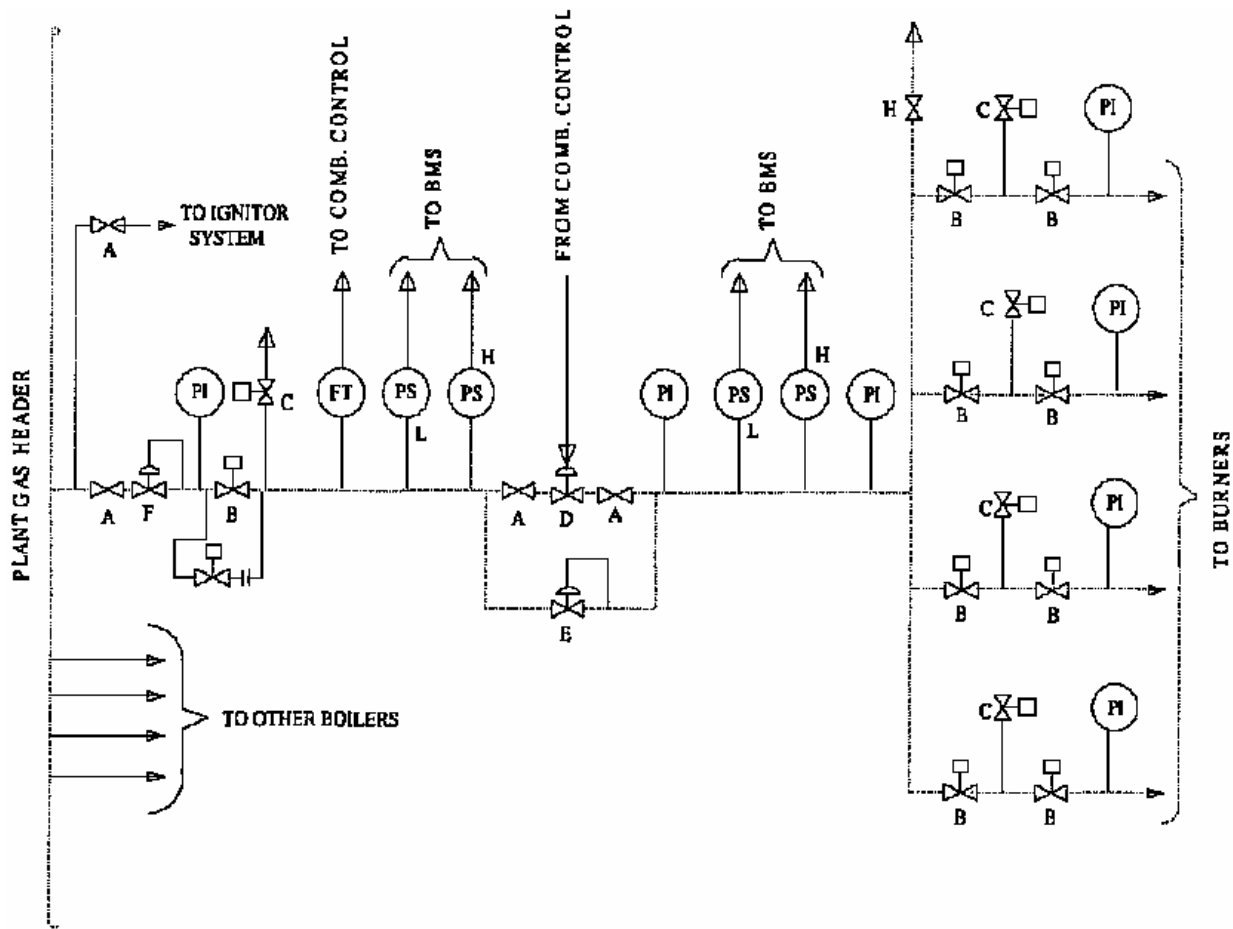 PLANT GAS HEADER
A
TO IGNITOR
SYSTEM
TO COMB. CONTROL
TO BMS
FROM COMB. CONTROL
TO BMS
H
C
PI
B
B
C
PI
B
B
C
PI
B
B
C
PI
B
B
TO BURNERS
PI
C
FT
PS
L
PS
H
PI
PS
L
PS
H
PI
A
F
B
A
D
A
E
TO OTHER BOILERS